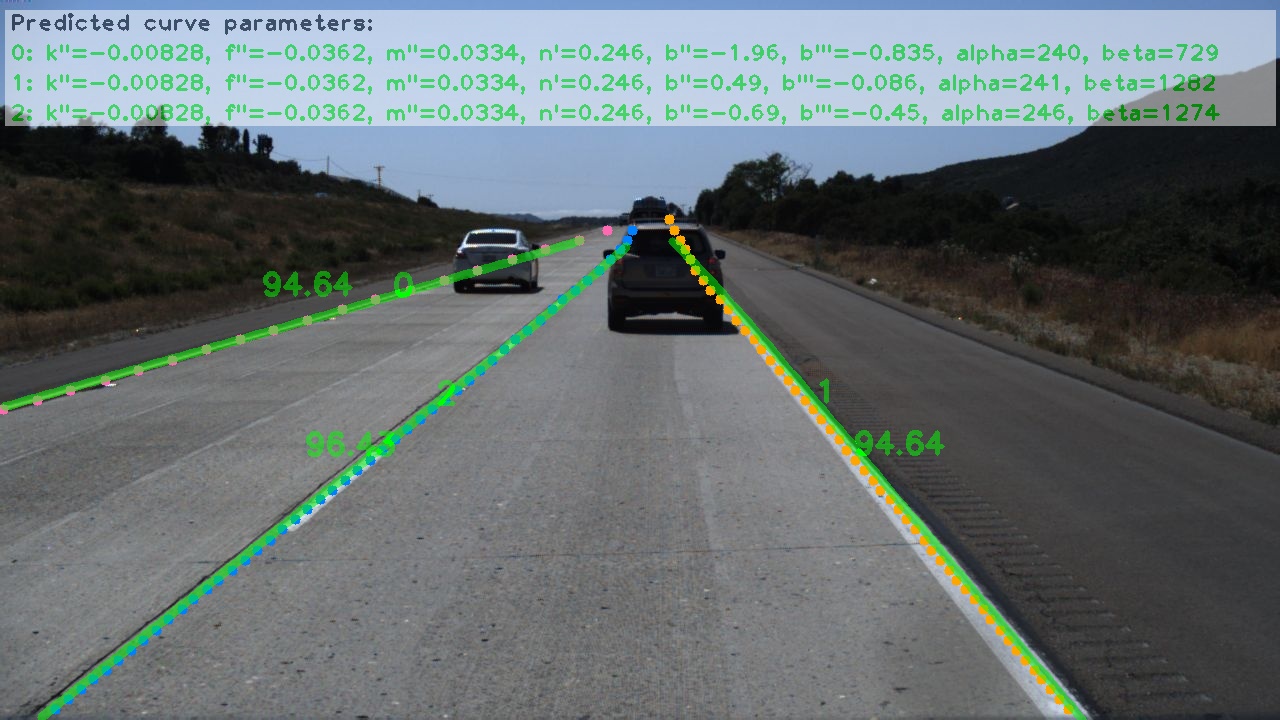 Predicted curve parameters:
0: k''=-0.00828, f''=-0.0362, m''=0.0334, n'=0.246, b''=-1.96, b'''=-0.835, alpha=240, beta=729
1: k''=-0.00828, f''=-0.0362, m''=0.0334, n'=0.246, b''=0.49, b'''=-0.086, alpha=241, beta=1282
2: k''=-0.00828, f''=-0.0362, m''=0.0334, n'=0.246, b''=-0.69, b'''=-0.45, alpha=246, beta=1274
94.64 0
2 1
96.43 94.64